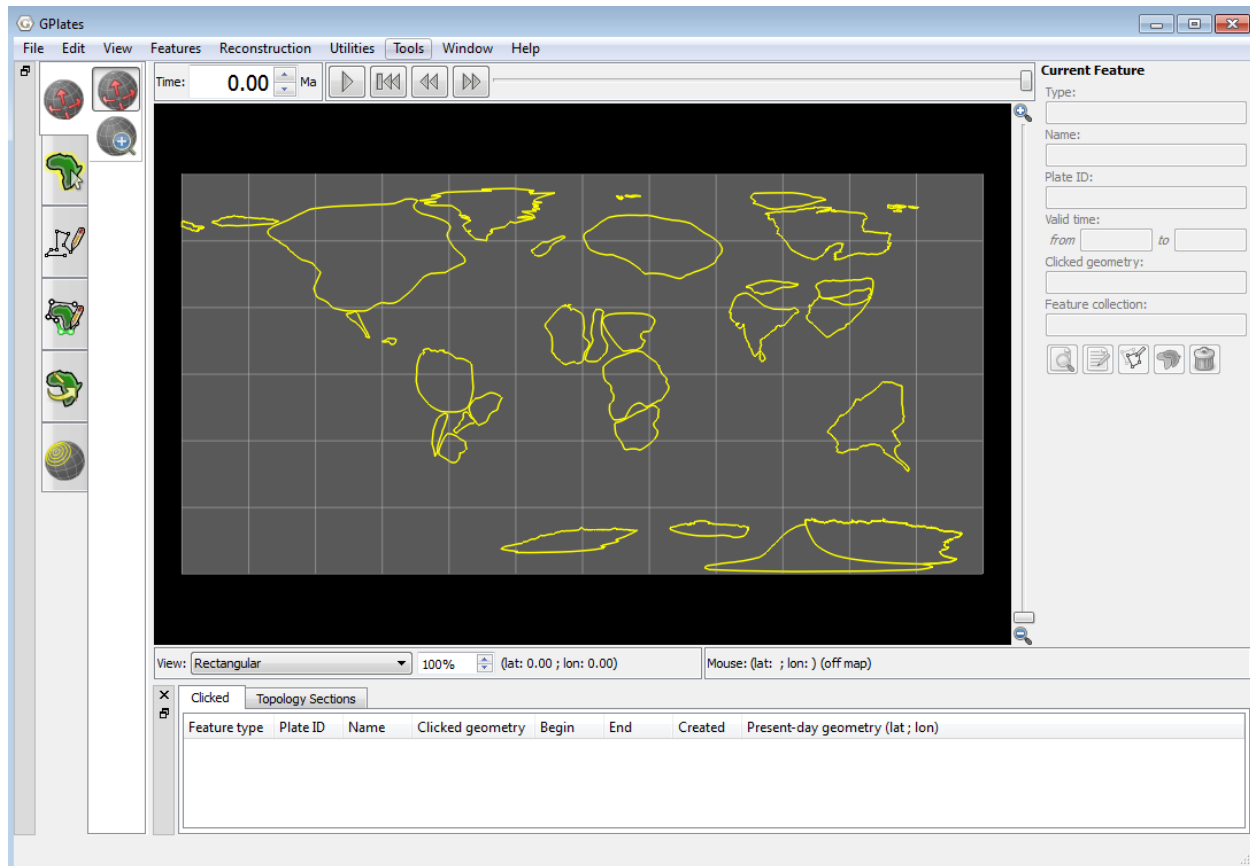 GPlates
File Edit View Features Reconstruction Utilities Tools Window Help
Time: 0.00 Ma
Current Feature
Type:
Name:
Plate ID:
Valid time:
from to
Clicked geometry:
Feature collection:
View: Rectangular 100% (lat: 0.00 ; lon: 0.00) Mouse: (lat: ; lon: ) (off map)
Clicked Topology Sections
Feature type Plate ID Name Clicked geometry Begin End Created Present-day geometry (lat ; lon)